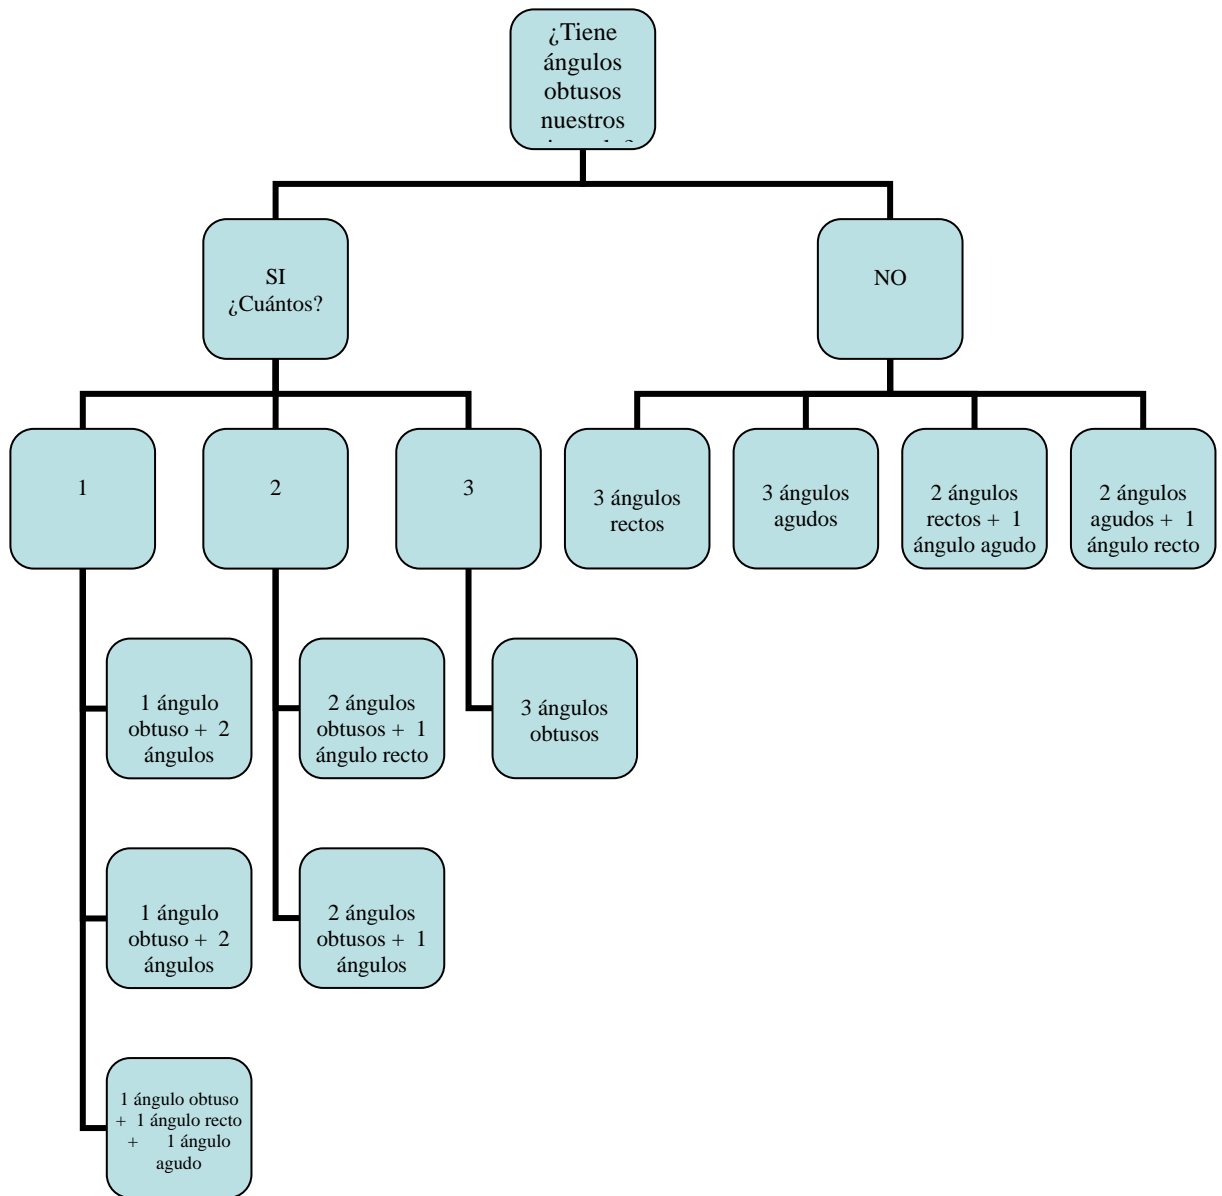 ¿Tiene
ángulos
obtusos
nuestros
SI
¿Cuántos?
NO
1
2
3
3 ángulos
rectos
3 ángulos
agudos
2 ángulos
rectos + 1
ángulo agudo
2 ángulos
agudos + 1
ángulo recto
1 ángulo
obtuso + 2
ángulos
2 ángulos
obtusos + 1
ángulo recto
3 ángulos
obtusos
1 ángulo
obtuso + 2
ángulos
2 ángulos
obtusos + 1
ángulos
1 ángulo obtuso
+ 1 ángulo recto
+ 1 ángulo
agudo